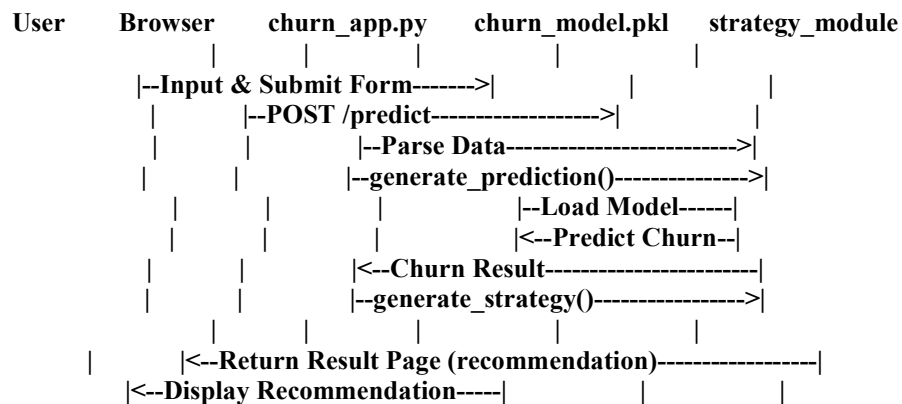 User Browser churn_app.py churn_model.pkl strategy_module
| | | | |
|--Input & Submit Form------->| | |
| |--POST /predict------------------->| |
| | |--Parse Data-------------------------->|
| | |--generate_prediction()--------------->|
| | | |--Load Model------|
| | | |<--Predict Churn--|
| | |<--Churn Result------------------------|
| | |--generate_strategy()----------------->|
| | | | |
| |<--Return Result Page (recommendation)------------------|
|<--Display Recommendation-----| | |